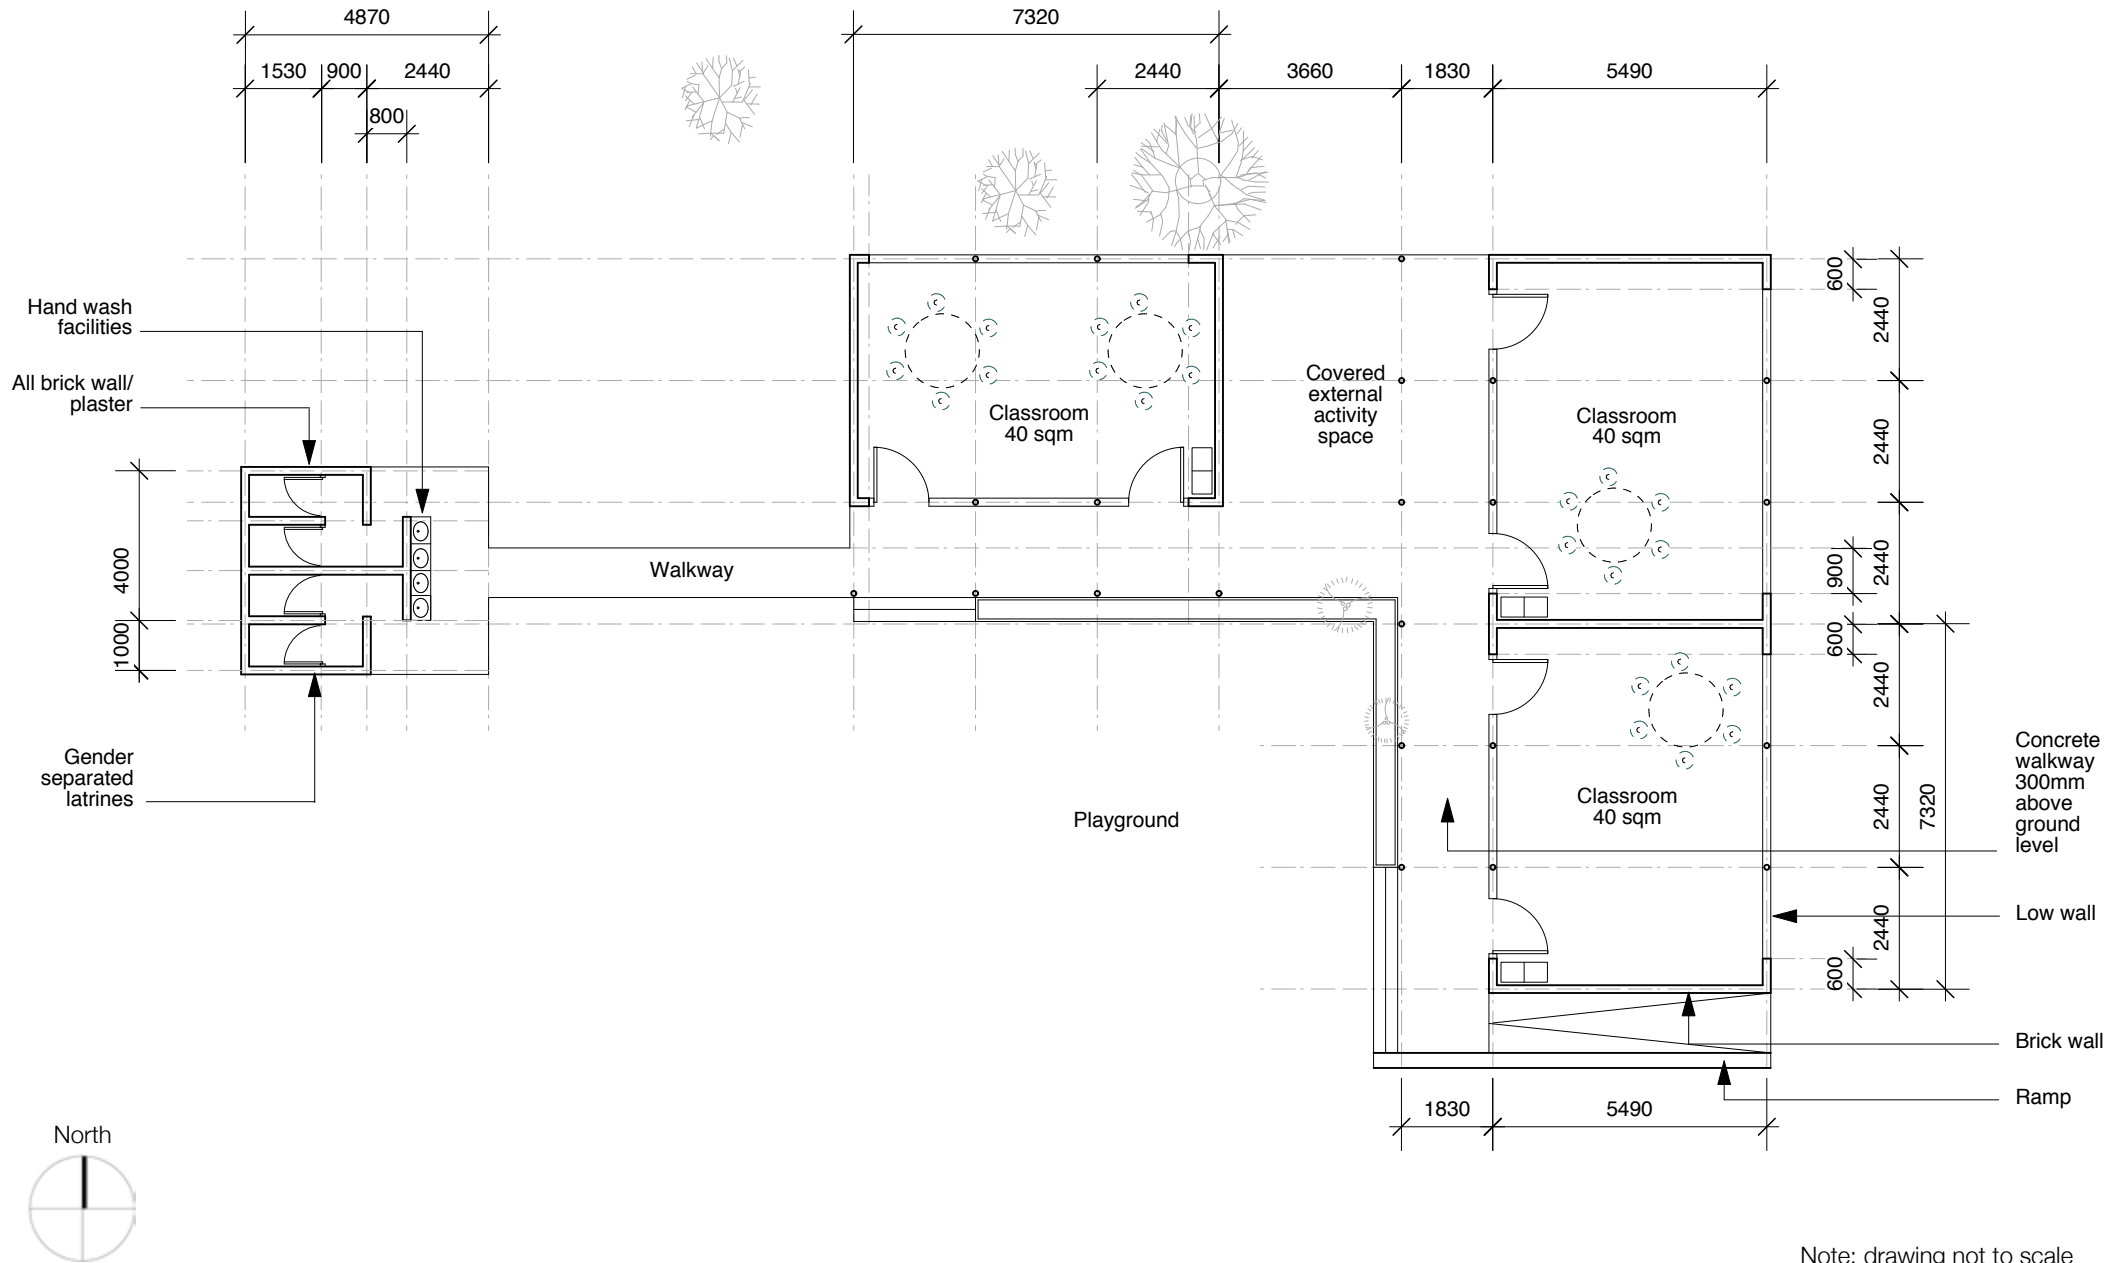 4870
7320
1530
900
2440
2440
3660
1830
5490
800
Hand wash
facilities
All brick wall/
plaster
Classroom
40 sqm
Covered
external
activity
space
Classroom
40 sqm
600
2440
2440
4000
1000
Walkway
900
2440
600
2440
Gender
separated
latrines
Playground
Classroom
40 sqm
2440
7320
Concrete
walkway
300mm
above
ground
level
Low wall
2440
600
Brick wall
Ramp
1830
5490
North
Note: drawing not to scale